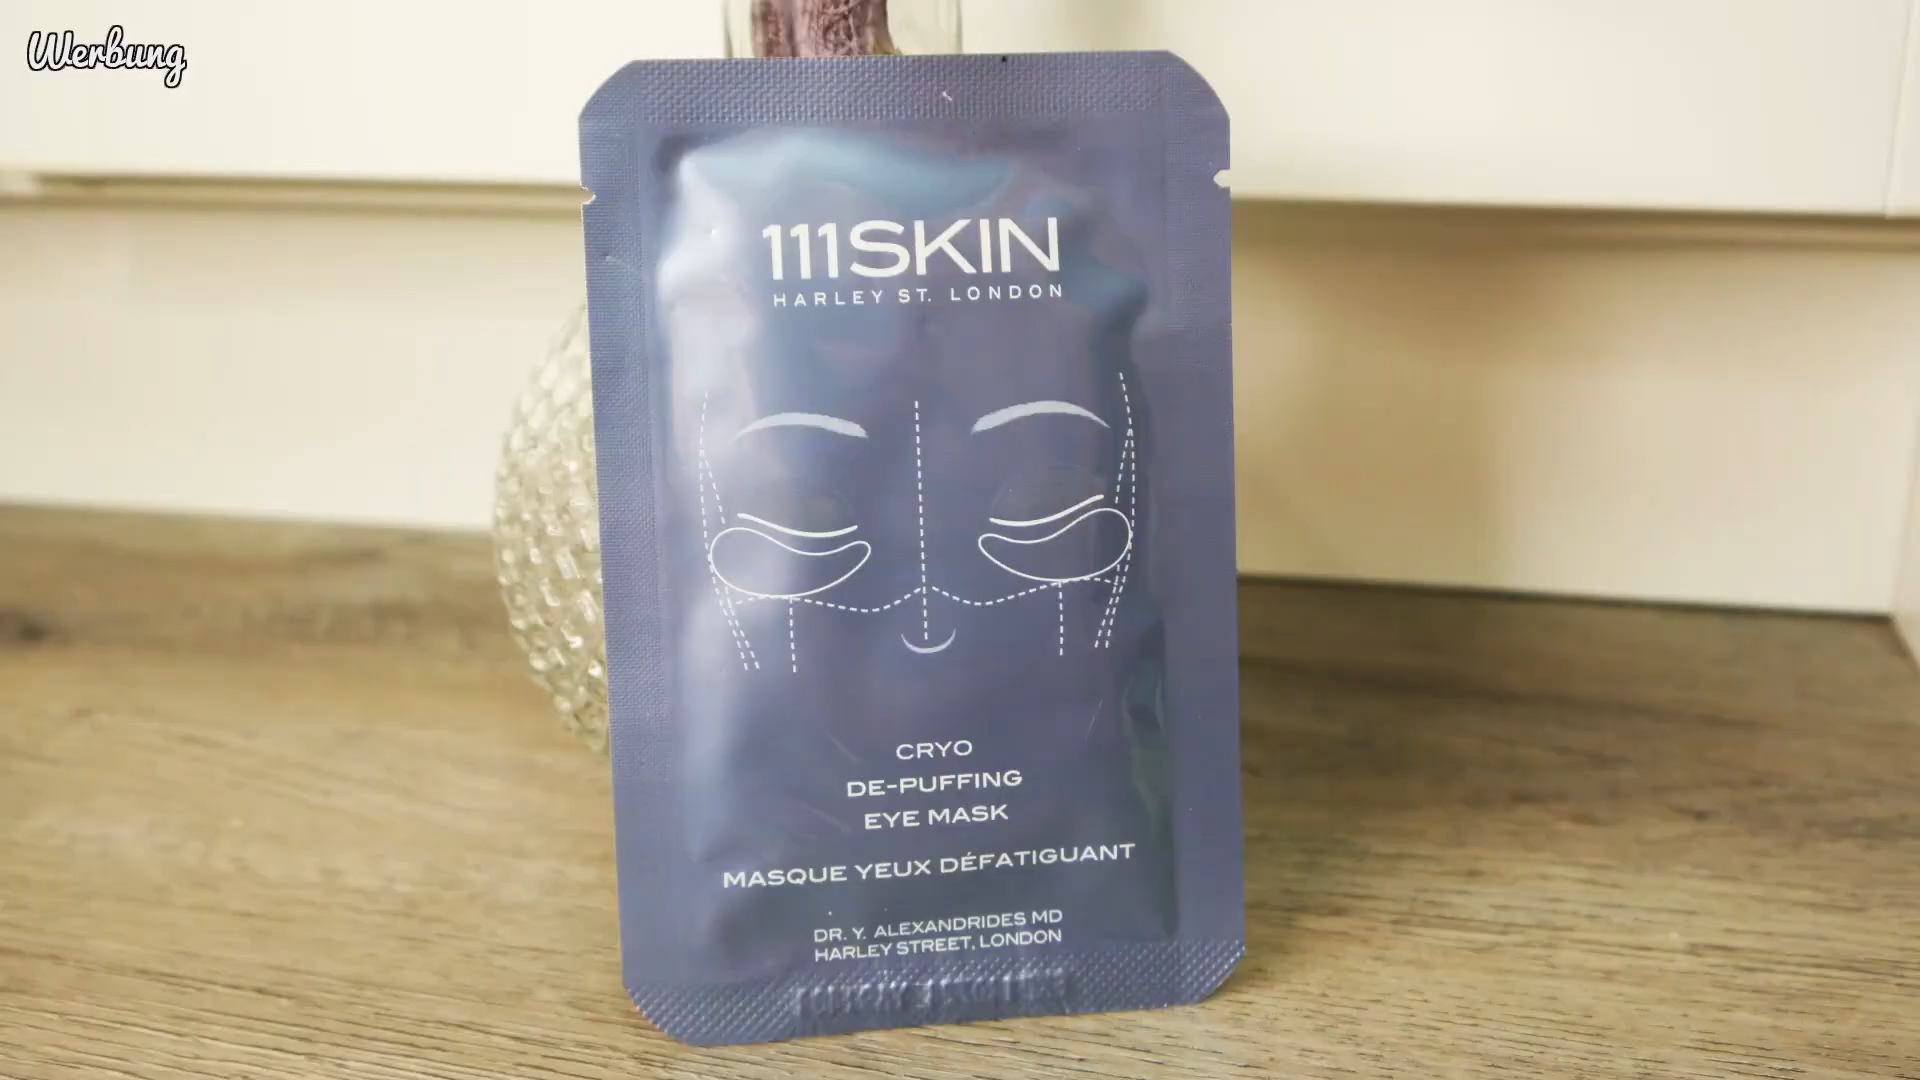 Werbung
111SKIN
HARLEY ST. LONDON
CRYO
DE-PUFFING
EYE MASK
MASQUE YEUX DÉFATIGUANT
DR. Y. ALEXANDRIDES MD
HARLEY STREET, LONDON